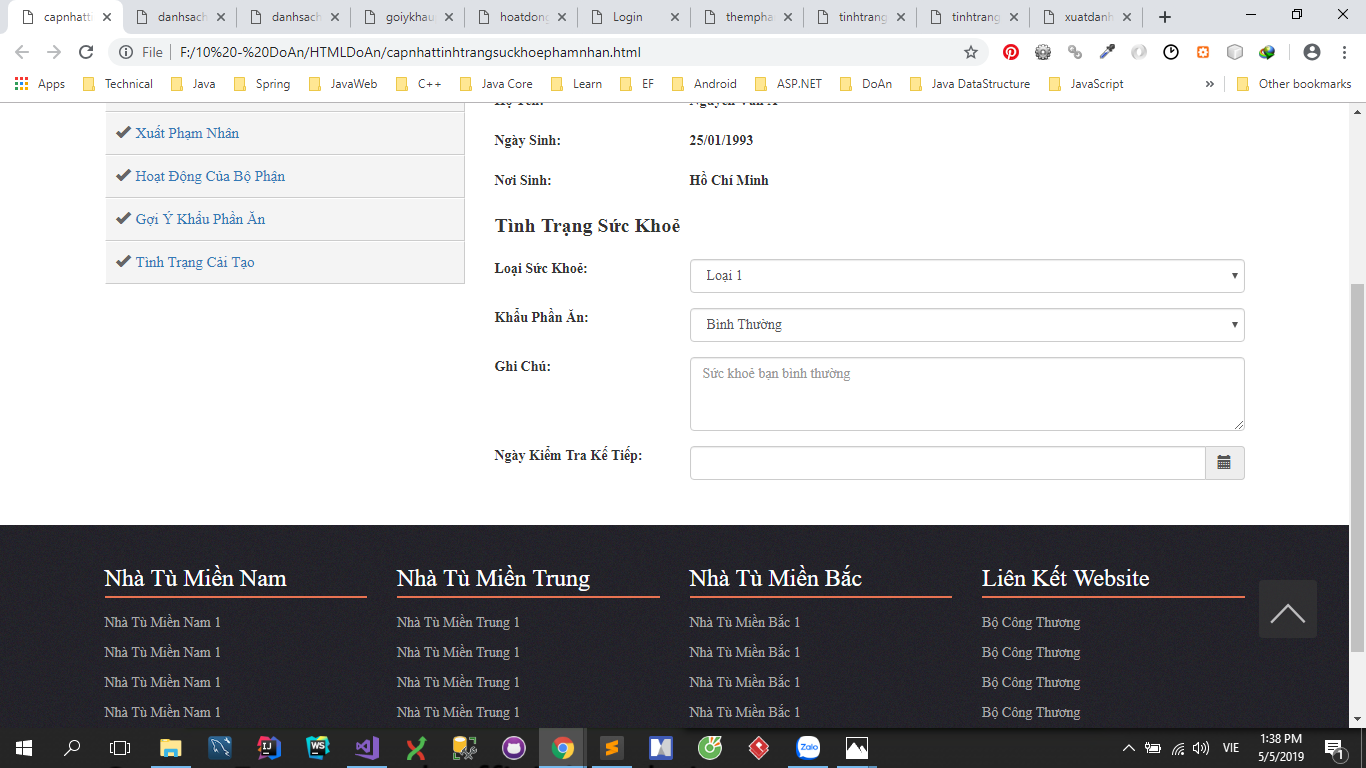 capnhatti
danhsach
danhsach
goiykhau
hoatdong
Login
thempha
tinhtrang
tinhtrang
xuatdanh
File | F:/10%20-%20DoAn/HTMLDoAn/capnhattinhtrangsuckhoephamnhan.html
Apps
Technical
Java
Spring
JavaWeb
C++
Java Core
Learn
EF
Android
ASP.NET
DoAn
Java DataStructure
JavaScript
»
Other bookmarks
Xuất Phạm Nhân
Hoạt Động Của Bộ Phận
Gợi Ý Khẩu Phần Ăn
Tình Trạng Cải Tạo
Họ Tên: Nguyễn Văn A
Ngày Sinh: 25/01/1993
Nơi Sinh: Hồ Chí Minh
Tình Trạng Sức Khoẻ
Loại Sức Khoẻ: Loại 1
Khẩu Phần Ăn: Bình Thường
Ghi Chú: Sức khoẻ bạn bình thường
Ngày Kiểm Tra Kế Tiếp:
Nhà Tù Miền Nam
Nhà Tù Miền Nam 1
Nhà Tù Miền Nam 1
Nhà Tù Miền Nam 1
Nhà Tù Miền Nam 1
Nhà Tù Miền Trung
Nhà Tù Miền Trung 1
Nhà Tù Miền Trung 1
Nhà Tù Miền Trung 1
Nhà Tù Miền Trung 1
Nhà Tù Miền Bắc
Nhà Tù Miền Bắc 1
Nhà Tù Miền Bắc 1
Nhà Tù Miền Bắc 1
Nhà Tù Miền Bắc 1
Liên Kết Website
Bộ Công Thương
Bộ Công Thương
Bộ Công Thương
Bộ Công Thương
IJ
WS
Zalo
VIE
1:38 PM
5/5/2019
1